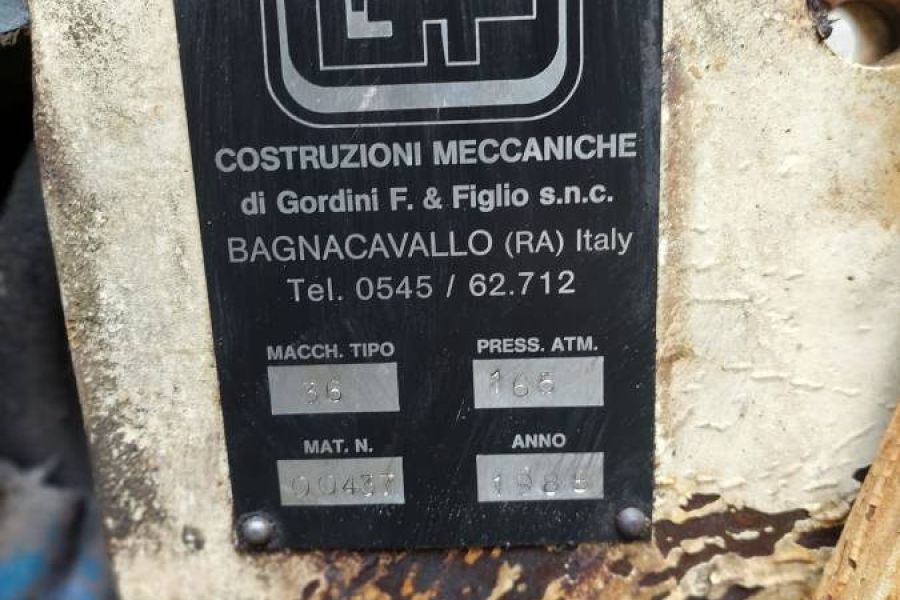 COSTRUZIONI MECCANICHE
di Gordini F. & Figlio s.n.c.
BAGNACAVALLO (RA) Italy
Tel. 0545 / 62.712
MACCH. TIPO
36
PRESS. ATM.
165
MAT. N.
00437
ANNO
1985